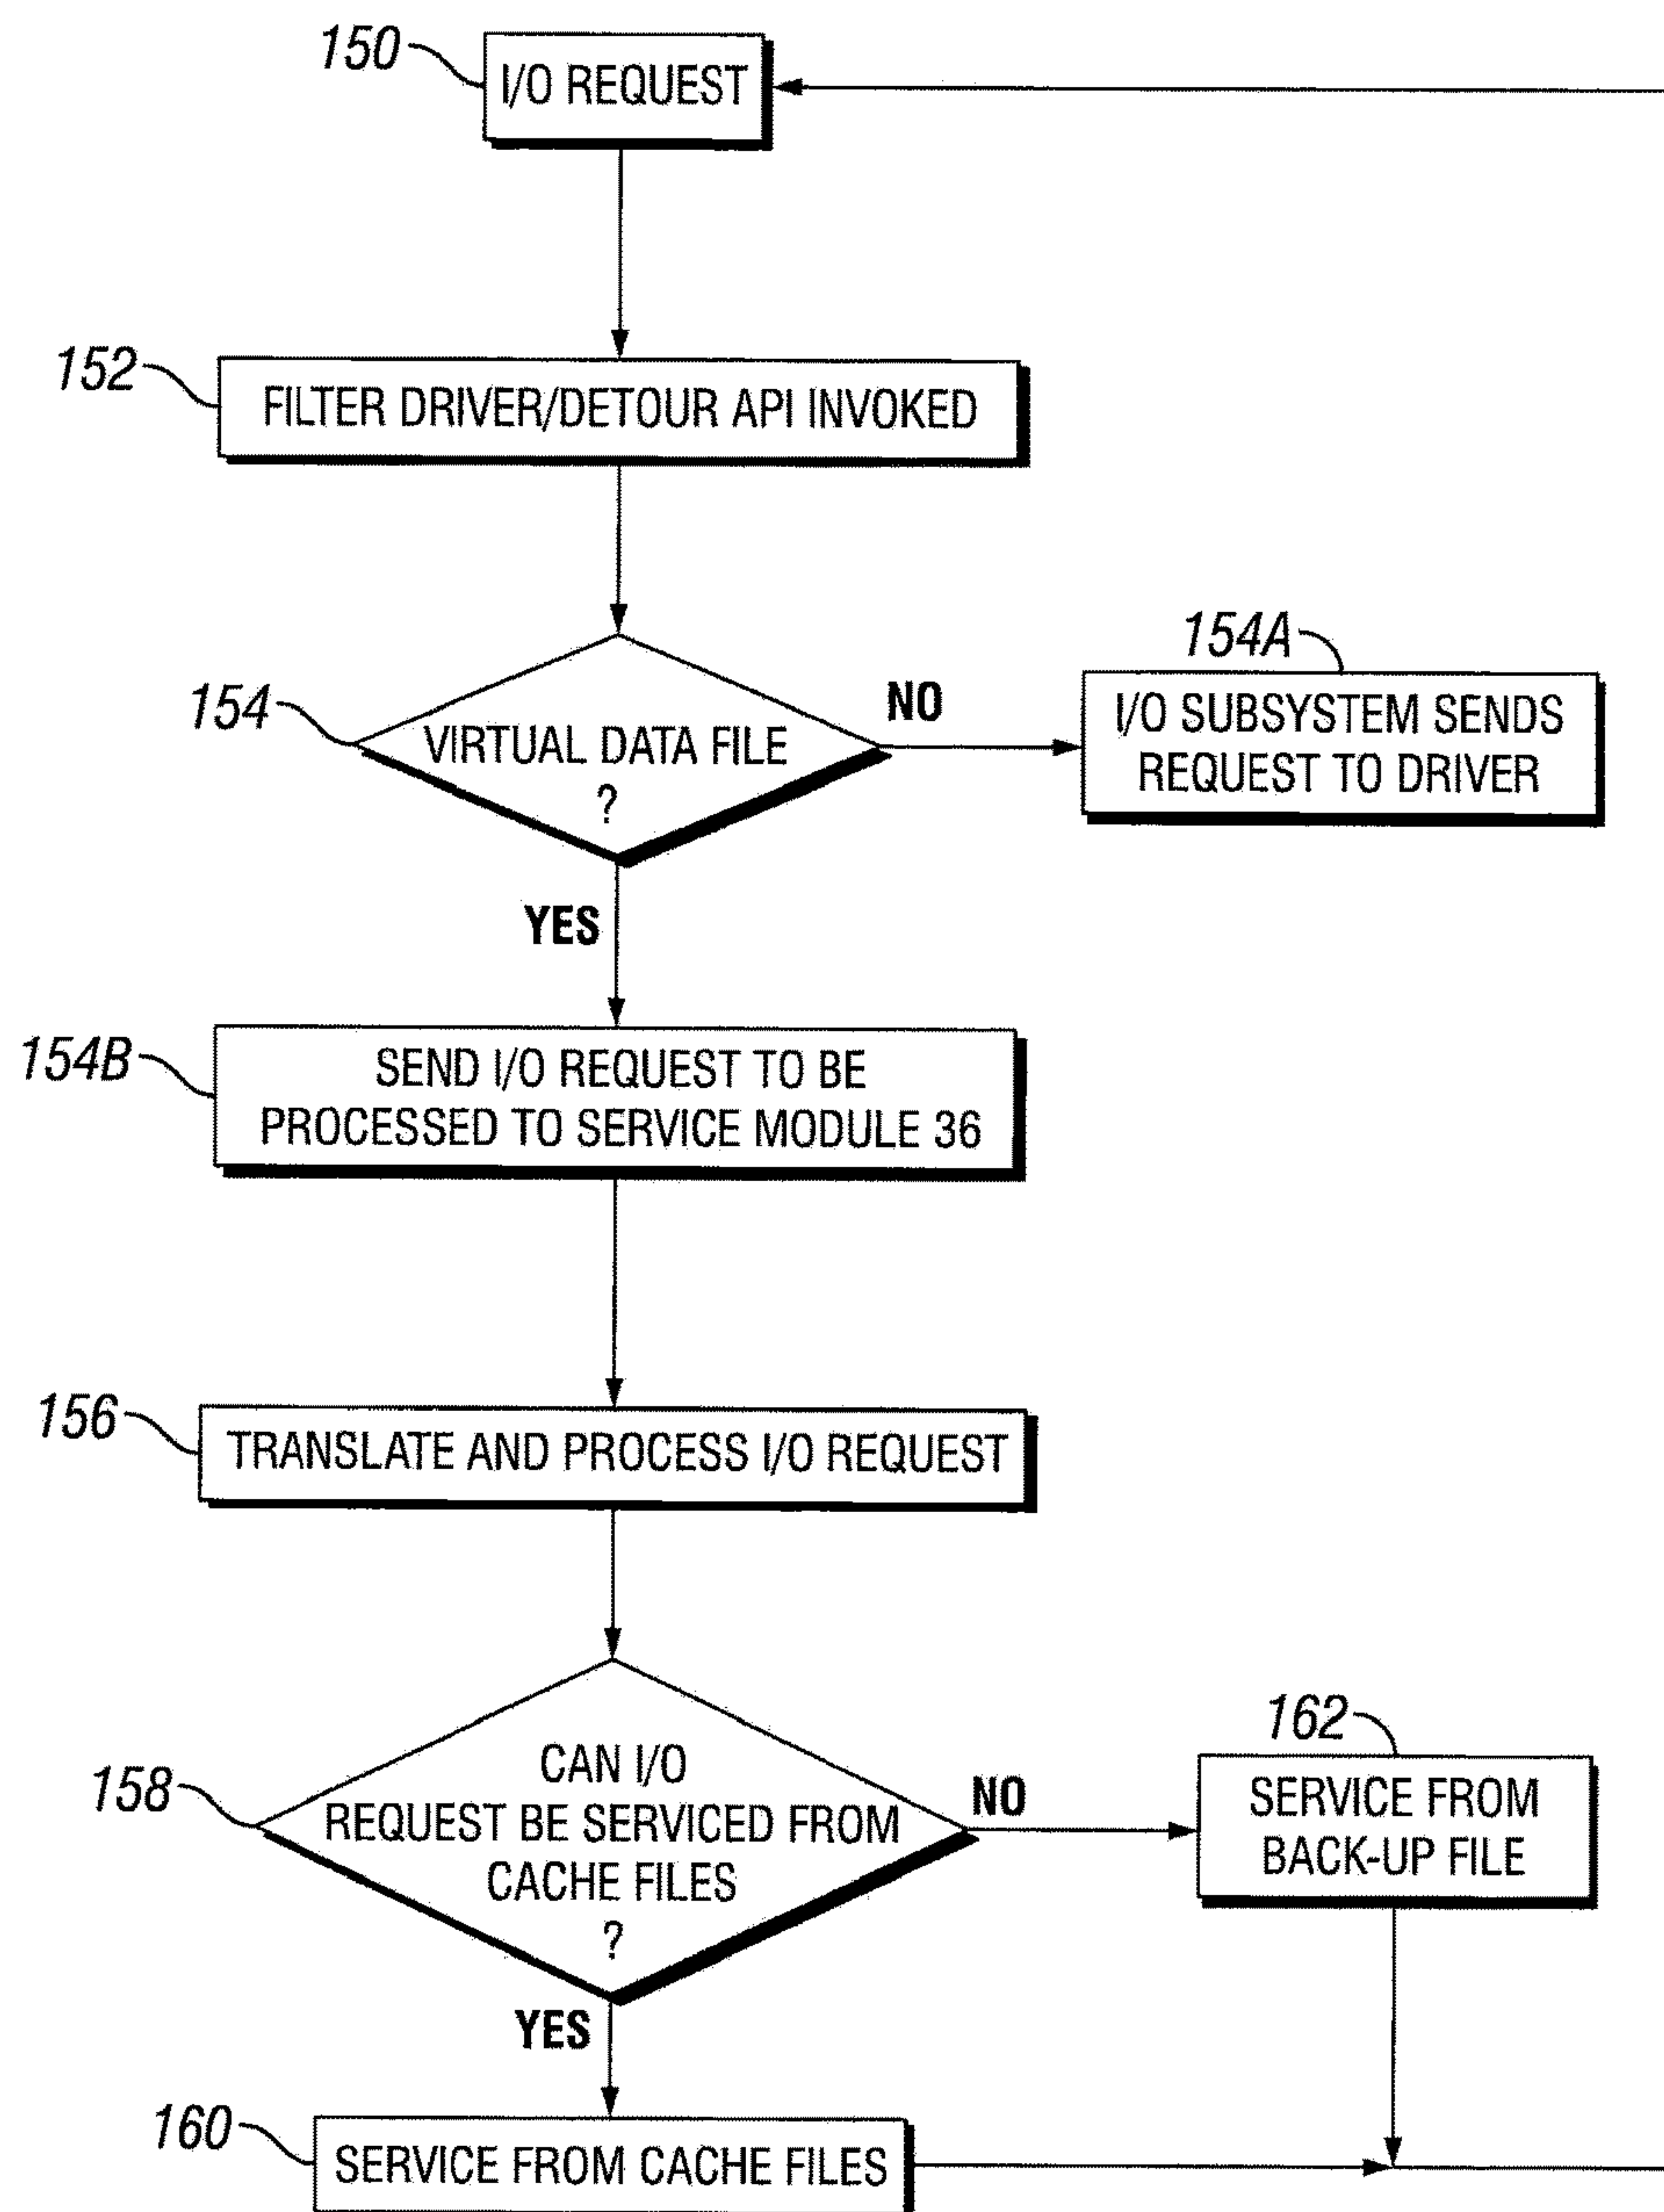 150
I/O REQUEST
152
FILTER DRIVER/DETOUR API INVOKED
154
VIRTUAL DATA FILE
?
NO
154A
I/O SUBSYSTEM SENDS
REQUEST TO DRIVER
YES
154B
SEND I/O REQUEST TO BE
PROCESSED TO SERVICE MODULE 36
156
TRANSLATE AND PROCESS I/O REQUEST
158
CAN I/O
REQUEST BE SERVICED FROM
CACHE FILES
?
NO
162
SERVICE FROM
BACK-UP FILE
YES
160
SERVICE FROM CACHE FILES